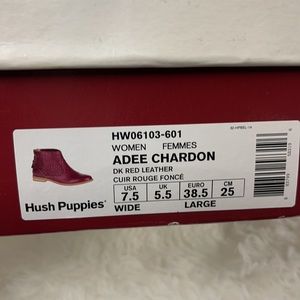 HW06103-601
WOMEN FEMMES
ADEE CHARDON
DK RED LEATHER
CUIR ROUGE FONCÉ
USA UK EURO CM
7.5 5.5 38.5 25
WIDE LARGE
Hush Puppies